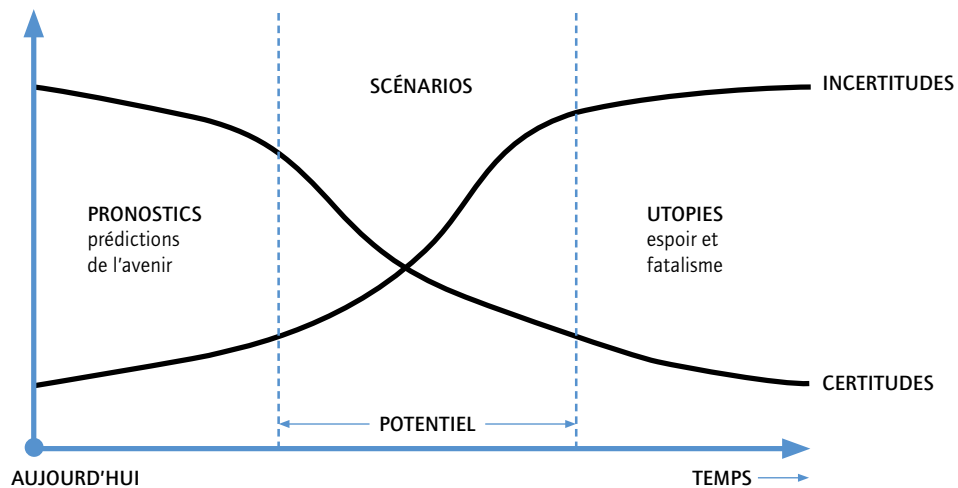 SCÉNARIOS
INCERTITUDES
PRONOSTICS
prédictions
de l'avenir
UTOPIES
espoir et
fatalisme
CERTITUDES
POTENTIEL
AUJOURD'HUI
TEMPS